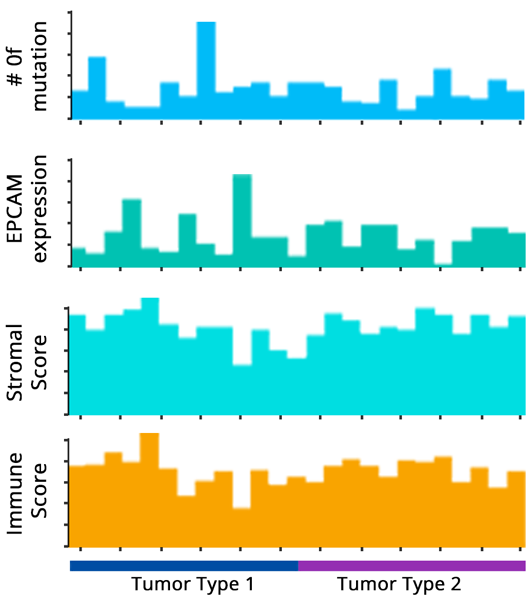 # 0f
mutation
EPCAM
expression
Stromal
Score
Immune
Score
Tumor Type 1
Tumor Type 2